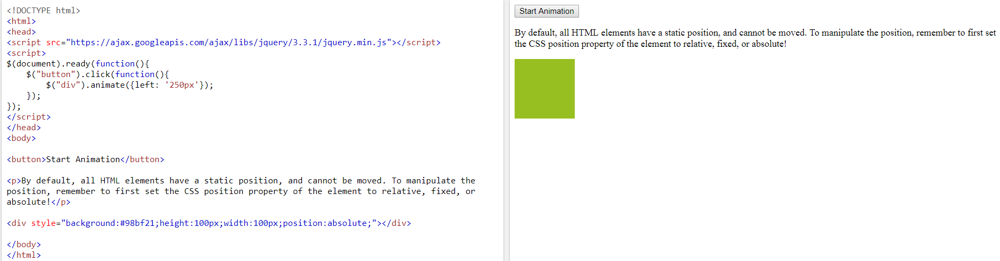 <!DOCTYPE html>
<html>
<head>
<script src="https://ajax.googleapis.com/ajax/libs/jquery/3.3.1/jquery.min.js"></script>
<script>
$(document).ready(function(){
    $("button").click(function(){
        $("div").animate({left: '250px'});
    });
});
</script>
</head>
<body>
<button>Start Animation</button>
<p>By default, all HTML elements have a static position, and cannot be moved. To manipulate the
position, remember to first set the CSS position property of the element to relative, fixed, or
absolute!</p>
<div style="background:#98bf21;height:100px;width:100px;position:absolute;"></div>
</body>
</html>
Start Animation
By default, all HTML elements have a static position, and cannot be moved. To manipulate the position, remember to first set
the CSS position property of the element to relative, fixed, or absolute!